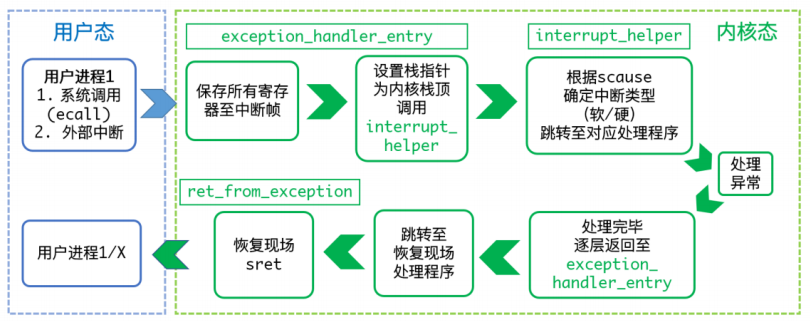 用户态
exception_handler_entry
interrupt_helper
内核态
用户进程1
1. 系统调用
(ecall)
2. 外部中断
保存所有寄存
器至中断帧
设置栈指针
为内核栈顶
调用
interrupt_
helper
根据scause
确定中断类型
(软/硬)
跳转至对应处理程序
处理
异常
ret_from_exception
用户进程1/X
恢复现场
sret
跳转至
恢复现场
处理程序
处理完毕
逐层返回至
exception_
handler_entry